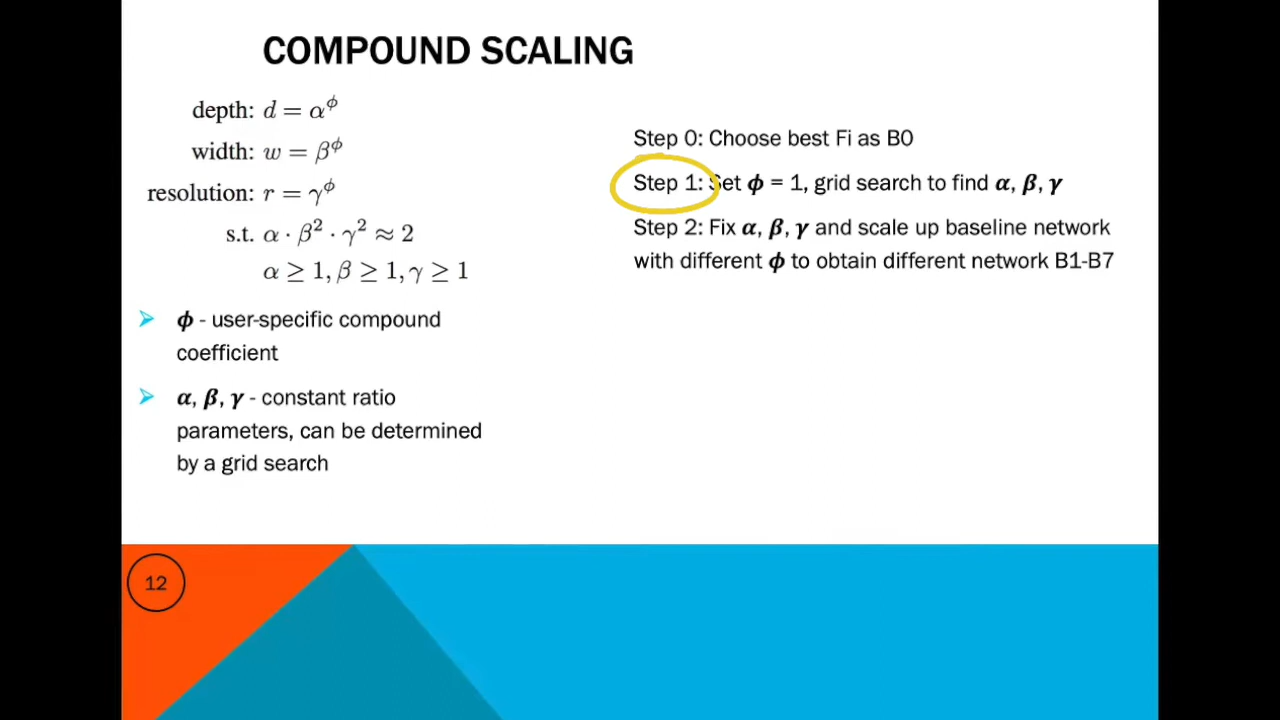 COMPOUND SCALING
depth: d = α^ϕ
width: w = β^ϕ
resolution: r = γ^ϕ
s.t. α · β² · γ² ≈ 2
α ≥ 1, β ≥ 1, γ ≥ 1
ϕ - user-specific compound
coefficient
α, β, γ - constant ratio
parameters, can be determined
by a grid search
Step 0: Choose best Fi as B0
Step 1: Set ϕ = 1, grid search to find α, β, γ
Step 2: Fix α, β, γ and scale up baseline network
with different ϕ to obtain different network B1-B7
12